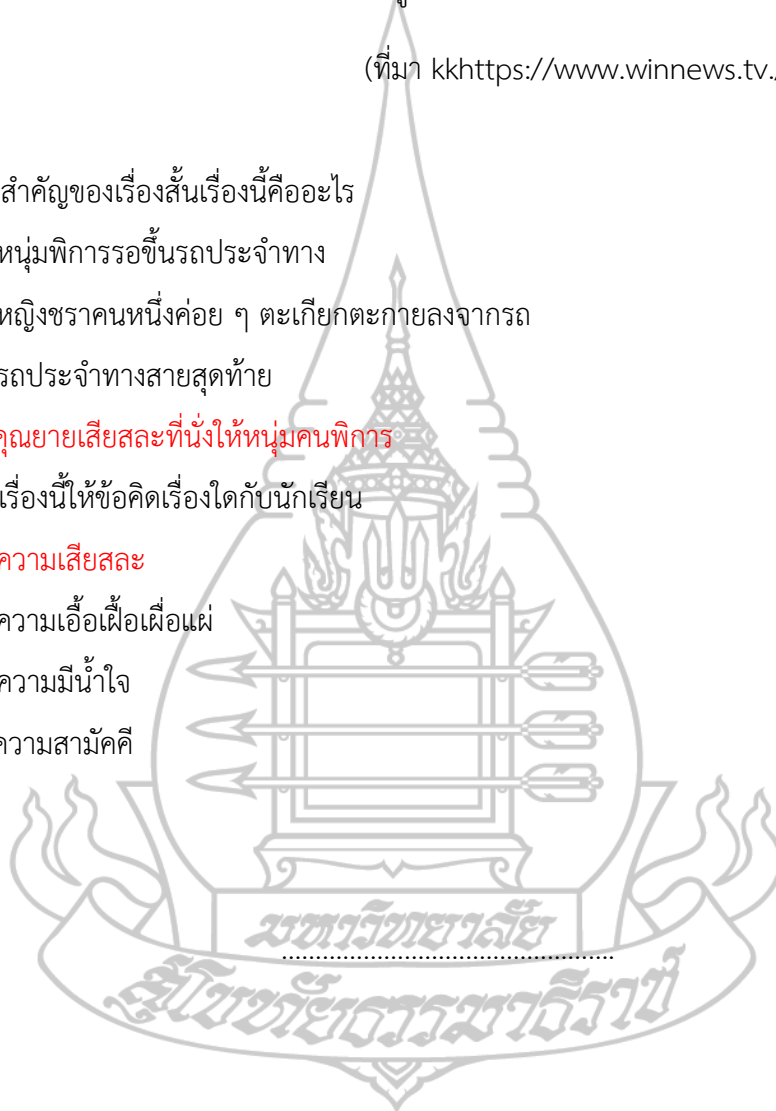 (ที่มา kkhttps://www.winnews.tv./
สำคัญของเรื่องสั้นเรื่องนี้คืออะไร
หนุ่มพิการรอขึ้นรถประจำทาง
หญิงชราคนหนึ่งค่อย ๆ ตะเกียกตะกายลงจากรถ
รถประจำทางสายสุดท้าย
คุณยายเสียสละที่นั่งให้หนุ่มคนพิการ
เรื่องนี้ให้ข้อคิดเรื่องใดกับนักเรียน
ความเสียสละ
ความเอื้อเฟื้อเผื่อแผ่
ความมีน้ำใจ
ความสามัคคี
มหาวิทยาลัย
..................................................
สุโขทัยธรรมาธิราช